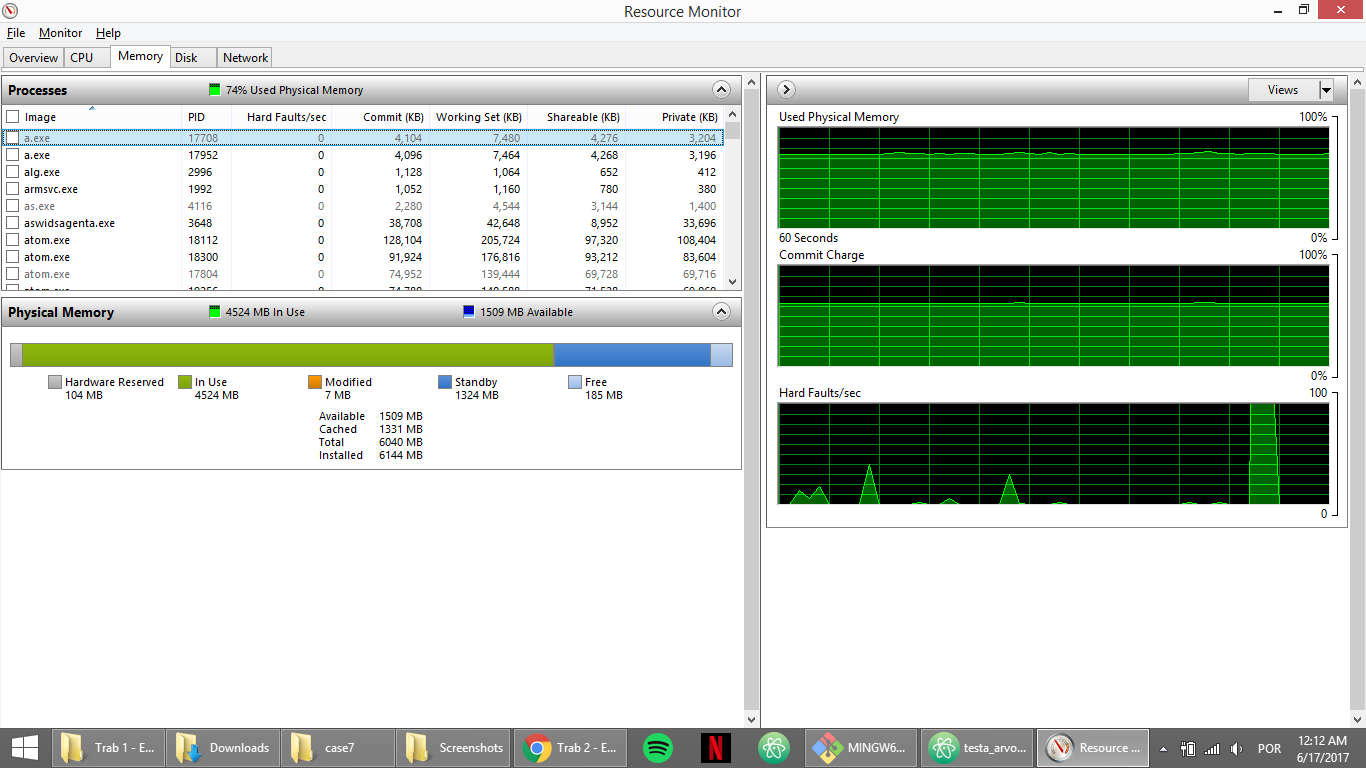 Resource Monitor
File Monitor Help
Overview CPU Memory Disk Network
Processes 74% Used Physical Memory
Image PID Hard Faults/sec Commit (KB) Working Set (KB) Shareable (KB) Private (KB)
a.exe 17708 0 4,104 7,480 4,276 3,204
a.exe 17952 0 4,096 7,464 4,268 3,196
alg.exe 2996 0 1,128 1,064 652 412
armsvc.exe 1992 0 1,052 1,160 780 380
as.exe 4116 0 2,280 4,544 3,144 1,400
aswidsagenta.exe 3648 0 38,708 42,648 8,952 33,696
atom.exe 18112 0 128,104 205,724 97,320 108,404
atom.exe 18300 0 91,924 176,816 93,212 83,604
atom.exe 17804 0 74,952 139,444 69,728 69,716
Physical Memory 4524 MB In Use 1509 MB Available
Hardware Reserved In Use Modified Standby Free
104 MB 4524 MB 7 MB 1324 MB 185 MB
Available 1509 MB
Cached 1331 MB
Total 6040 MB
Installed 6144 MB
Views
Used Physical Memory 100%
60 Seconds 0%
Commit Charge 100%
0%
Hard Faults/sec 100
0
Trab 1 - E... Downloads case7 Screenshots Trab 2 - E... N MINGW6... testa_arvo... Resource ... POR 12:12 AM
6/17/2017